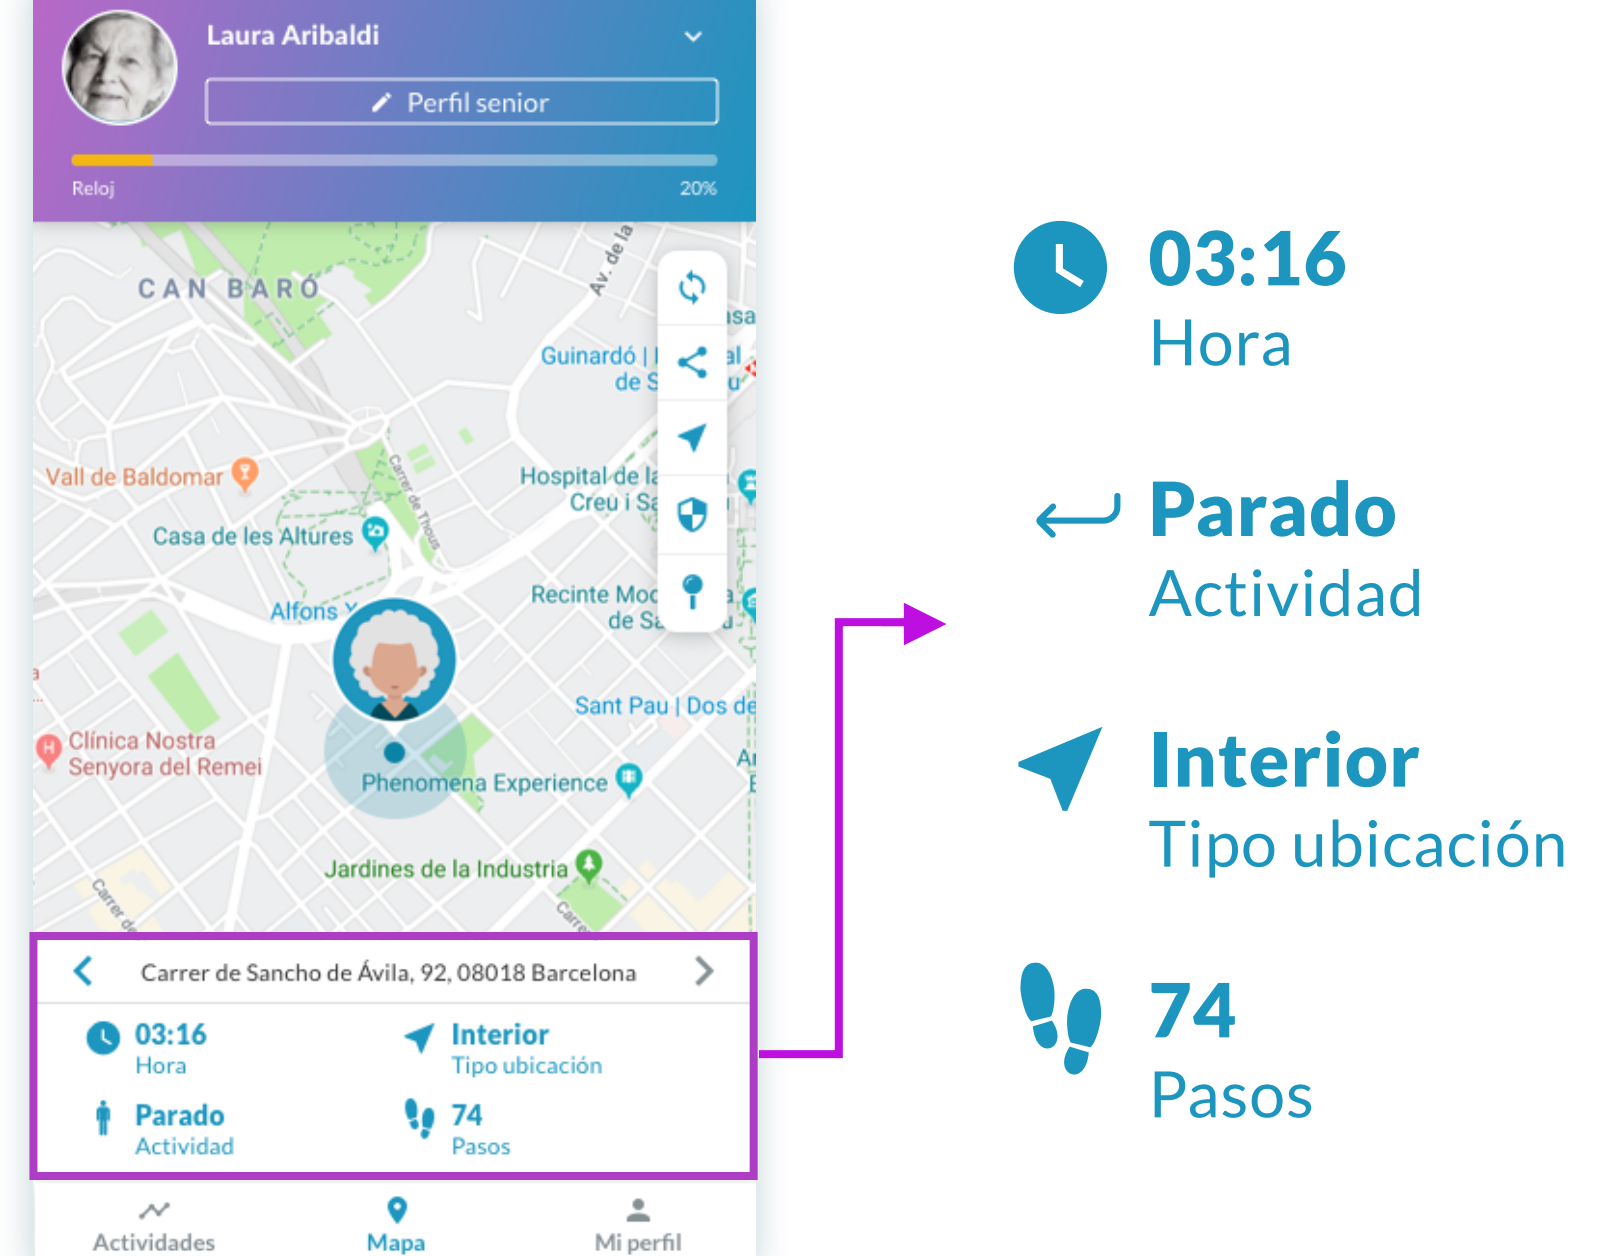 Laura Aribaldi
Perfil senior
Reloj
20%
Av. de la
CAN BARÓ
Guinardó |
de S
Vall de Baldomar
Hospital de la
Creu i Sa
Casa de les Altures
Carrer de Thous
Recinte Mod
de Sa
Alfons
Sant Pau | Dos de
H
Clínica Nostra
Senyora del Remei
Phenomena Experience
Jardines de la Industria
Carrer de
Carre
Carrer de Sancho de Ávila, 92, 08018 Barcelona
03:16
Hora
Interior
Tipo ubicación
Parado
Actividad
74
Pasos
Actividades
Mapa
Mi perfil
03:16
Hora
Parado
Actividad
Interior
Tipo ubicación
74
Pasos